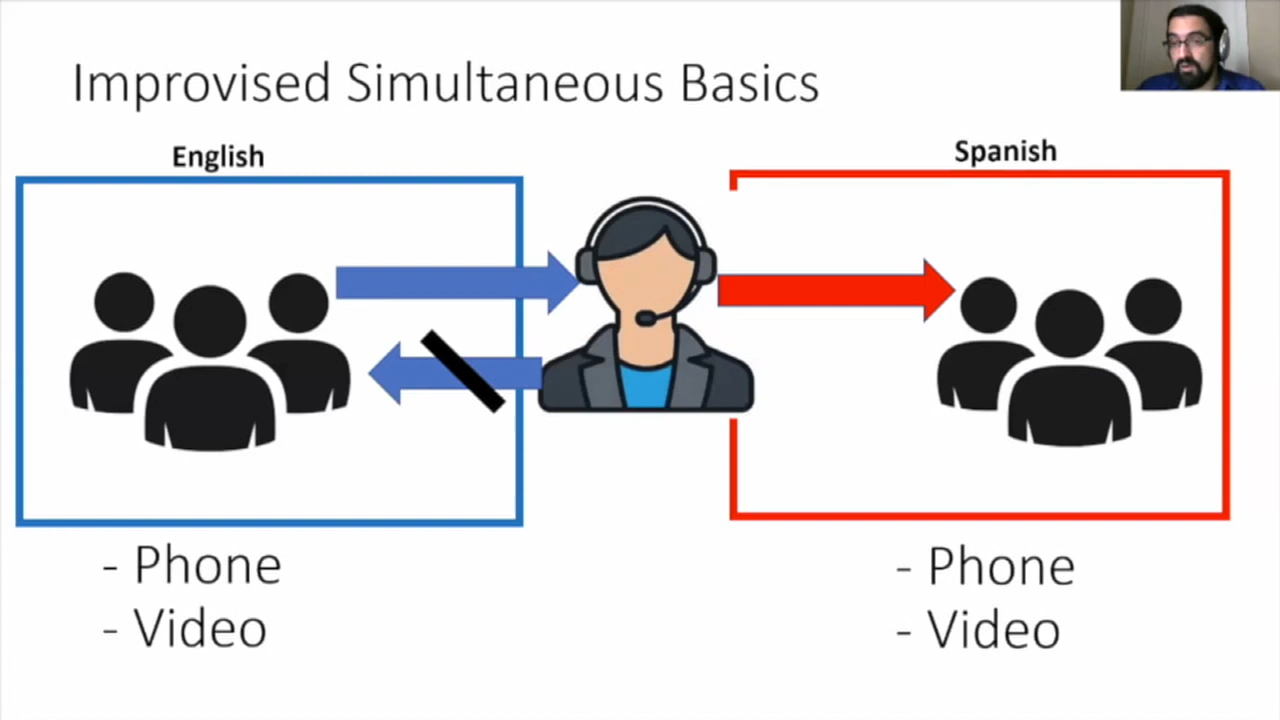 Improvised Simultaneous Basics
English
Spanish
- Phone
- Video
- Phone
- Video